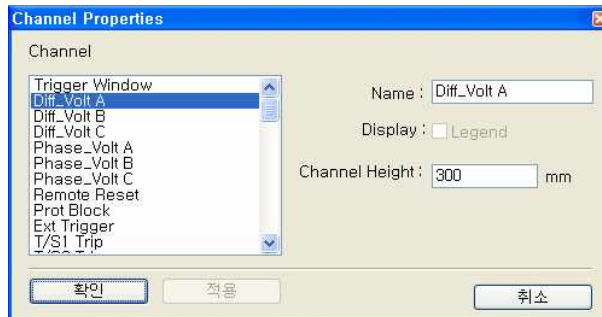 Channel Properties
Channel
Trigger Window
Diff_Volt A
Diff_Volt B
Diff_Volt C
Phase_Volt A
Phase_Volt B
Phase_Volt C
Remote Reset
Prot Block
Ext Trigger
T/S1 Trip
Name : Diff_Volt A
Display : Legend
Channel Height : 300 mm
확인 적용 취소